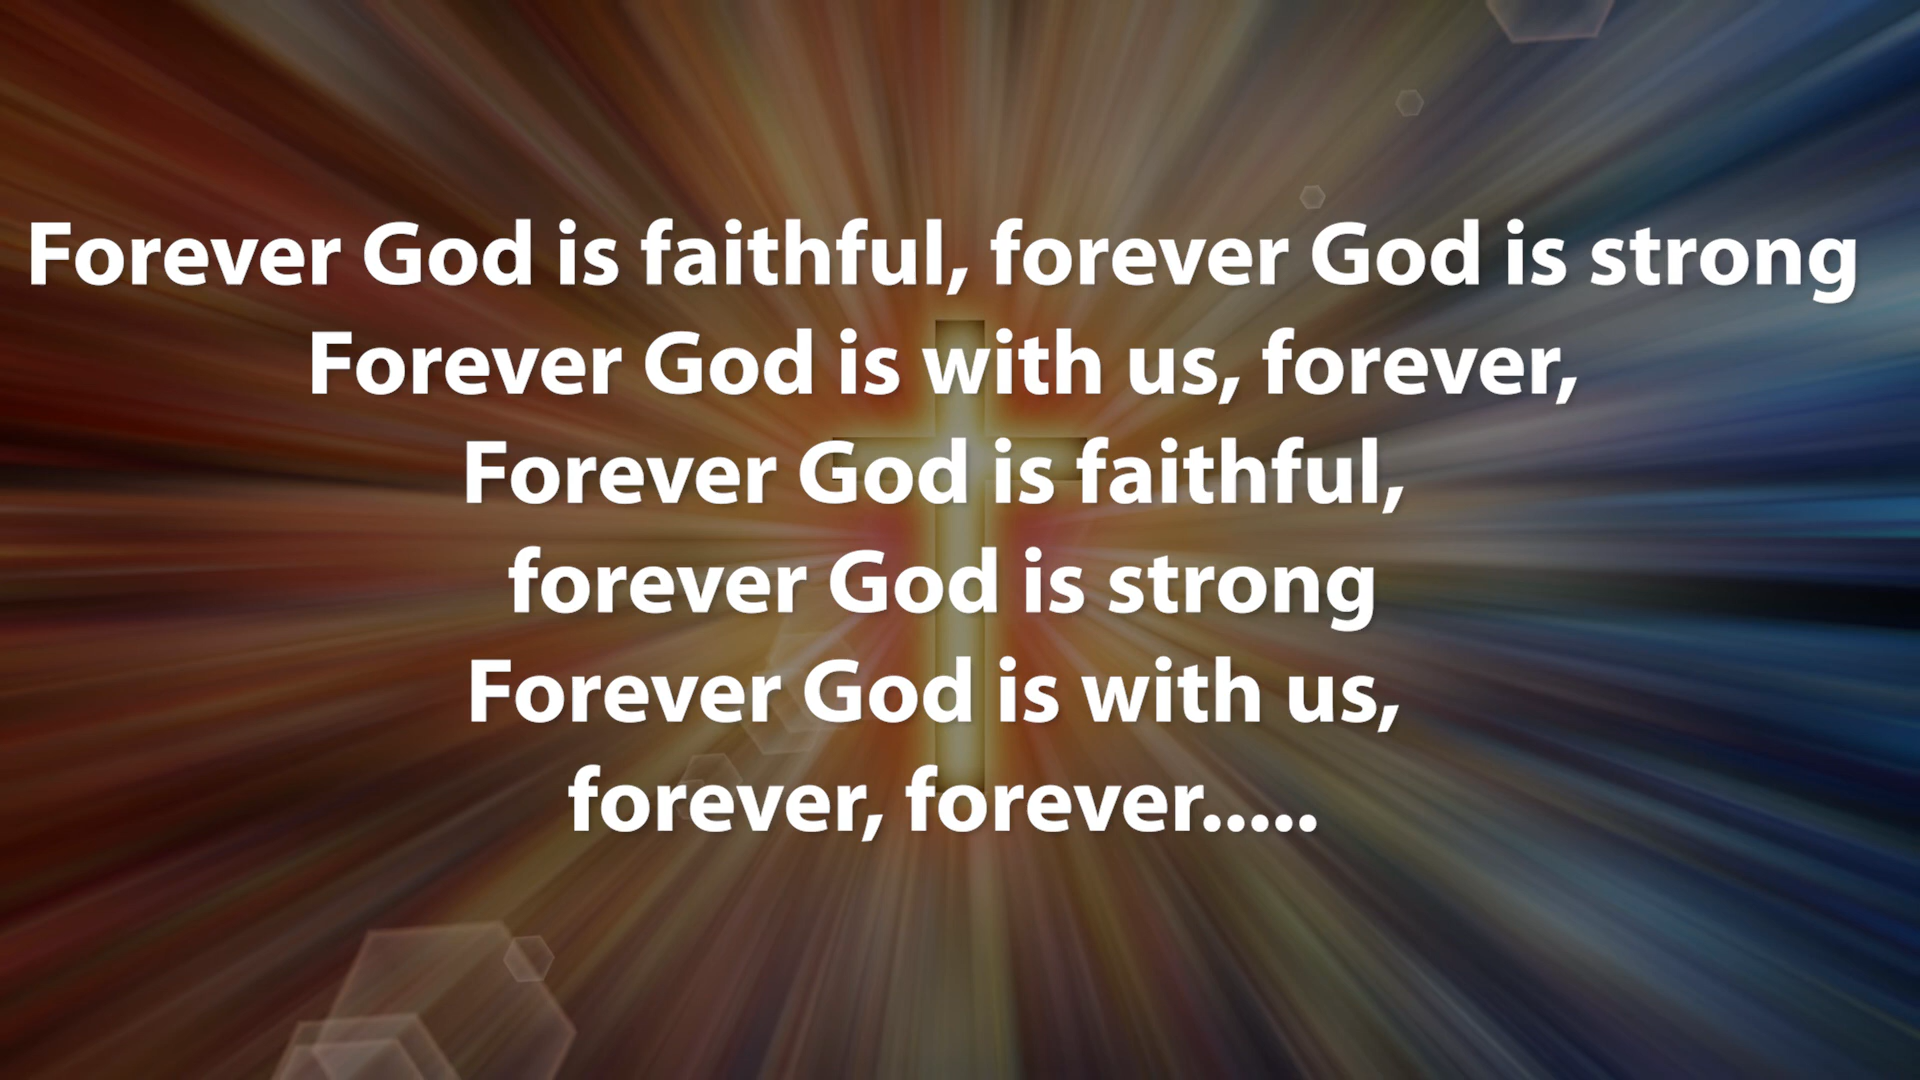 Forever God is faithful, forever God is strong
Forever God is with us, forever,
Forever God is faithful,
forever God is strong
Forever God is with us,
forever, forever.....